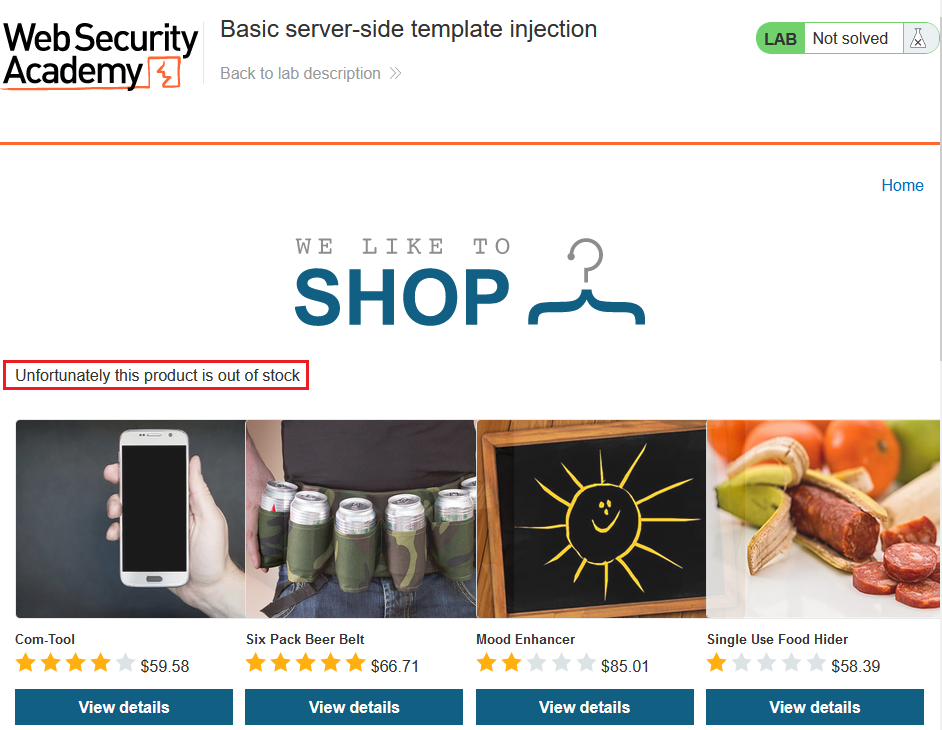 Web Security
Academy
Basic server-side template injection
Back to lab description
LAB Not solved
Home
WE LIKE TO
SHOP
Unfortunately this product is out of stock
Com-Tool
$59.58
View details
Six Pack Beer Belt
$66.71
View details
Mood Enhancer
$85.01
View details
Single Use Food Hider
$58.39
View details